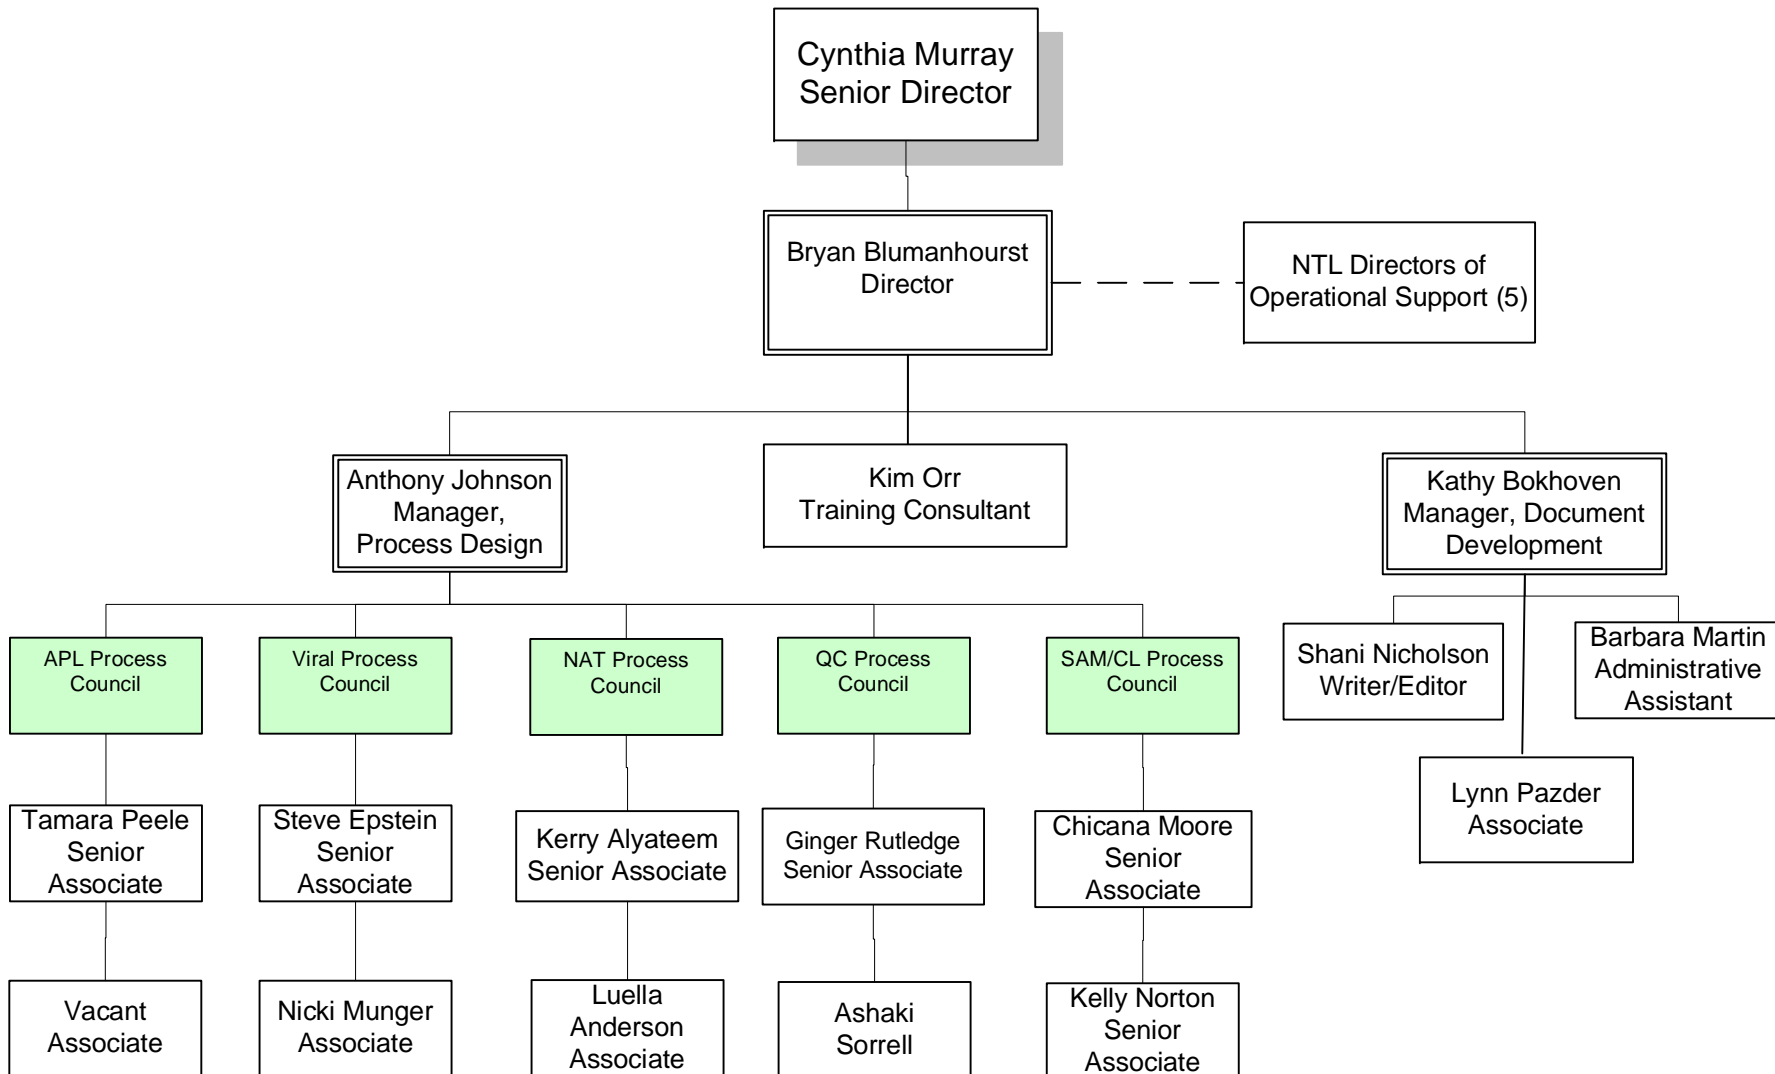 Cynthia Murray
Senior Director
Bryan Blumanhourst
Director
NTL Directors of
Operational Support (5)
Anthony Johnson
Manager,
Process Design
Kim Orr
Training Consultant
Kathy Bokhoven
Manager, Document
Development
APL Process
Council
Viral Process
Council
NAT Process
Council
QC Process
Council
SAM/CL Process
Council
Shani Nicholson
Writer/Editor
Barbara Martin
Administrative
Assistant
Lynn Pazder
Associate
Tamara Peele
Senior
Associate
Steve Epstein
Senior
Associate
Kerry Alyateem
Senior Associate
Ginger Rutledge
Senior Associate
Chicana Moore
Senior
Associate
Vacant
Associate
Nicki Munger
Associate
Luella
Anderson
Associate
Ashaki
Sorrell
Kelly Norton
Senior
Associate